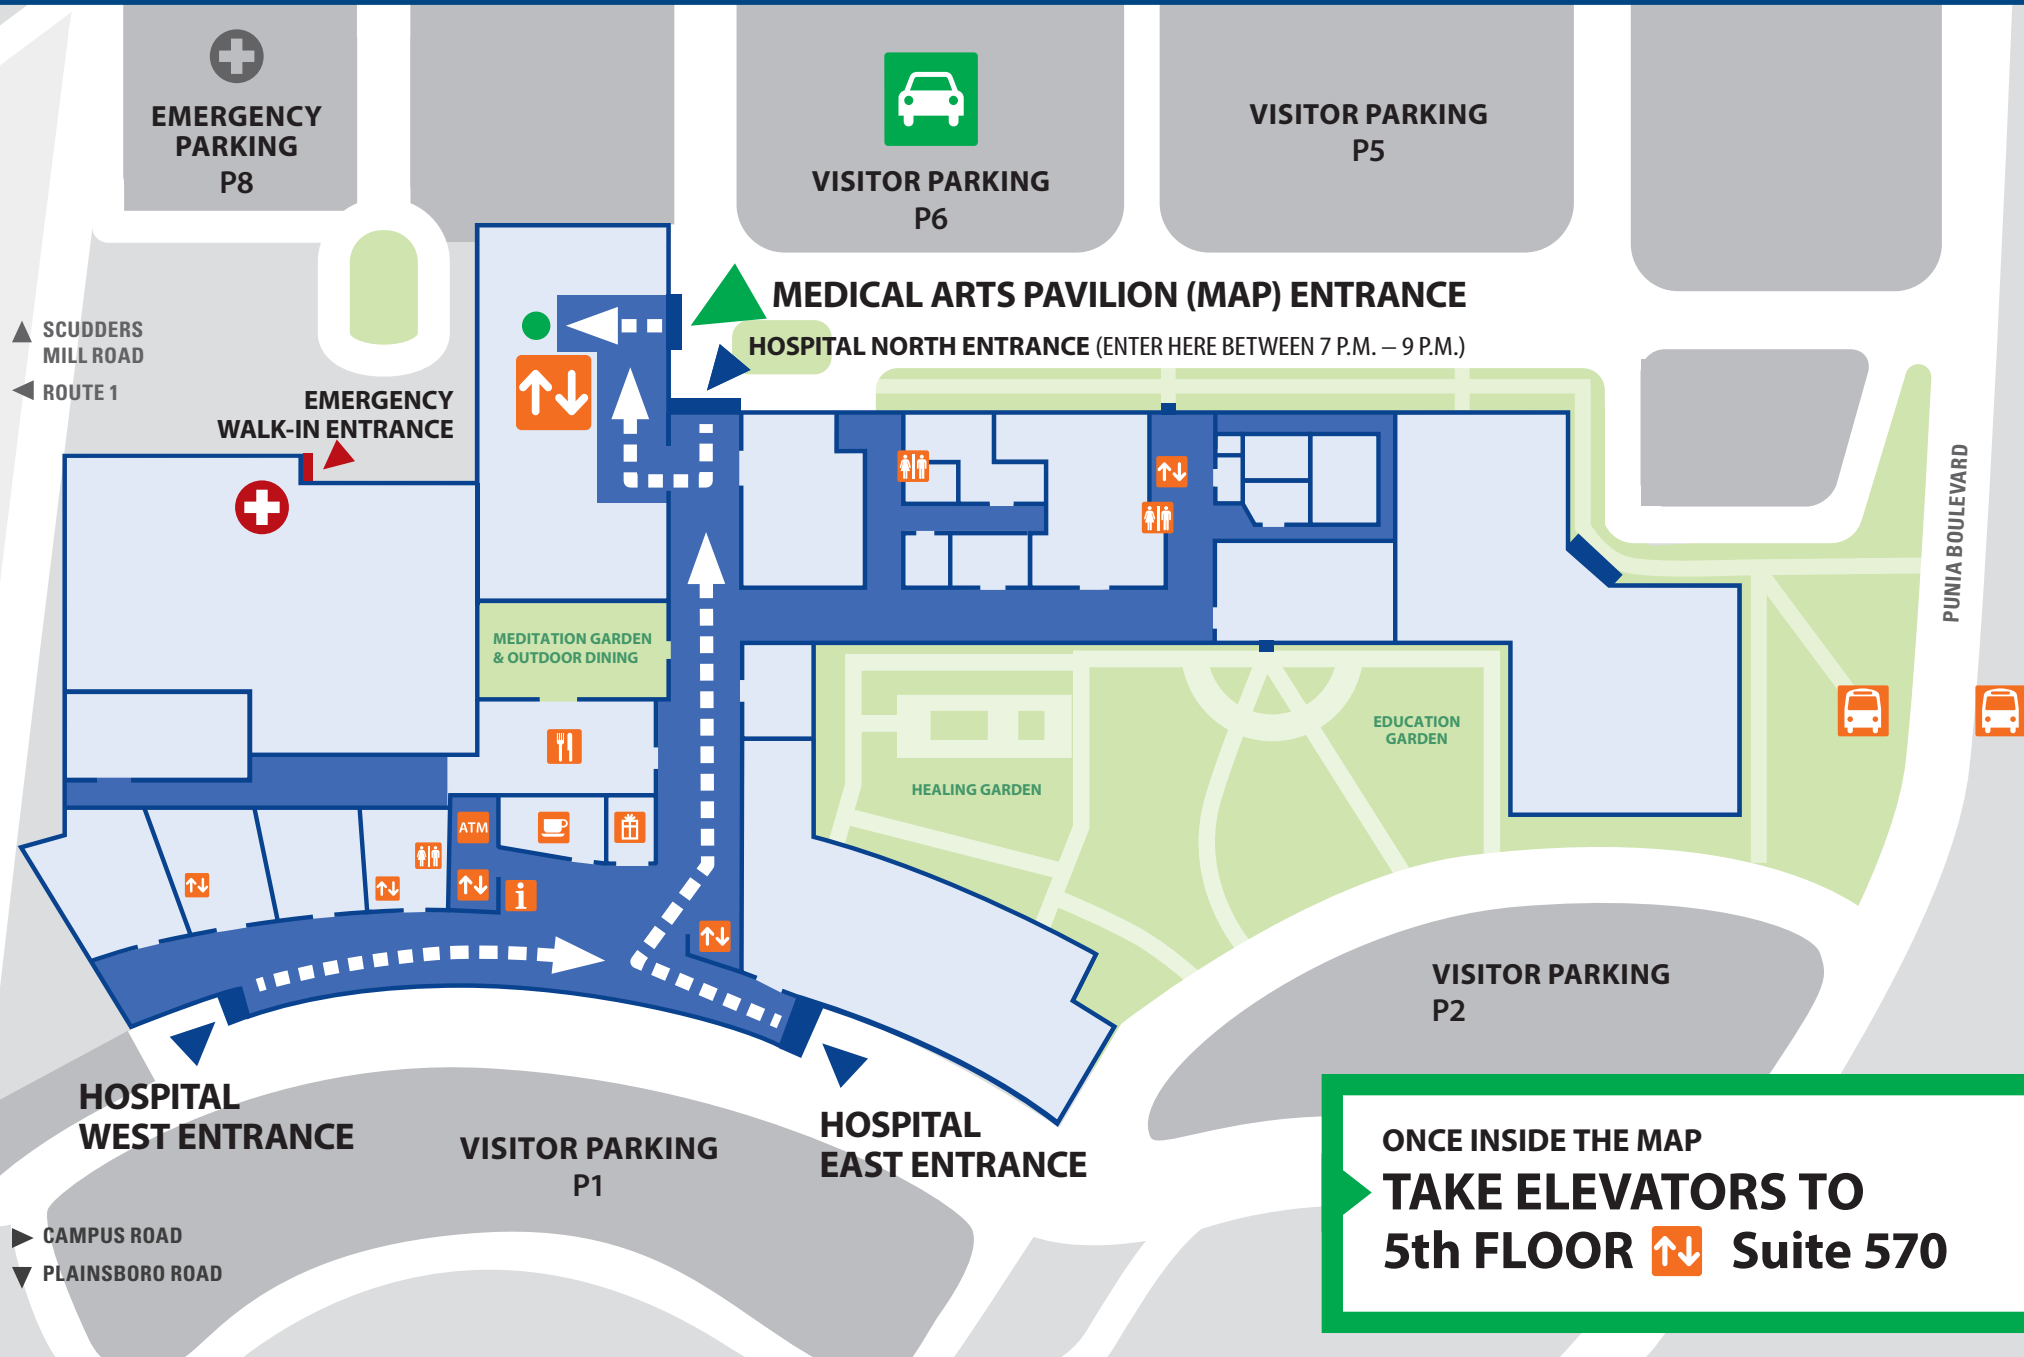 EMERGENCY
PARKING
P8
VISITOR PARKING
P6
VISITOR PARKING
P5
MEDICAL ARTS PAVILION (MAP) ENTRANCE
HOSPITAL NORTH ENTRANCE (ENTER HERE BETWEEN 7 P.M. – 9 P.M.)
SCUDDERS
MILL ROAD
ROUTE 1
EMERGENCY
WALK-IN ENTRANCE
PUNIA BOULEVARD
MEDITATION GARDEN
& OUTDOOR DINING
EDUCATION
GARDEN
HEALING GARDEN
ATM
i
VISITOR PARKING
P2
HOSPITAL
WEST ENTRANCE
VISITOR PARKING
P1
HOSPITAL
EAST ENTRANCE
CAMPUS ROAD
PLAINSBORO ROAD
ONCE INSIDE THE MAP
TAKE ELEVATORS TO
5th FLOOR Suite 570